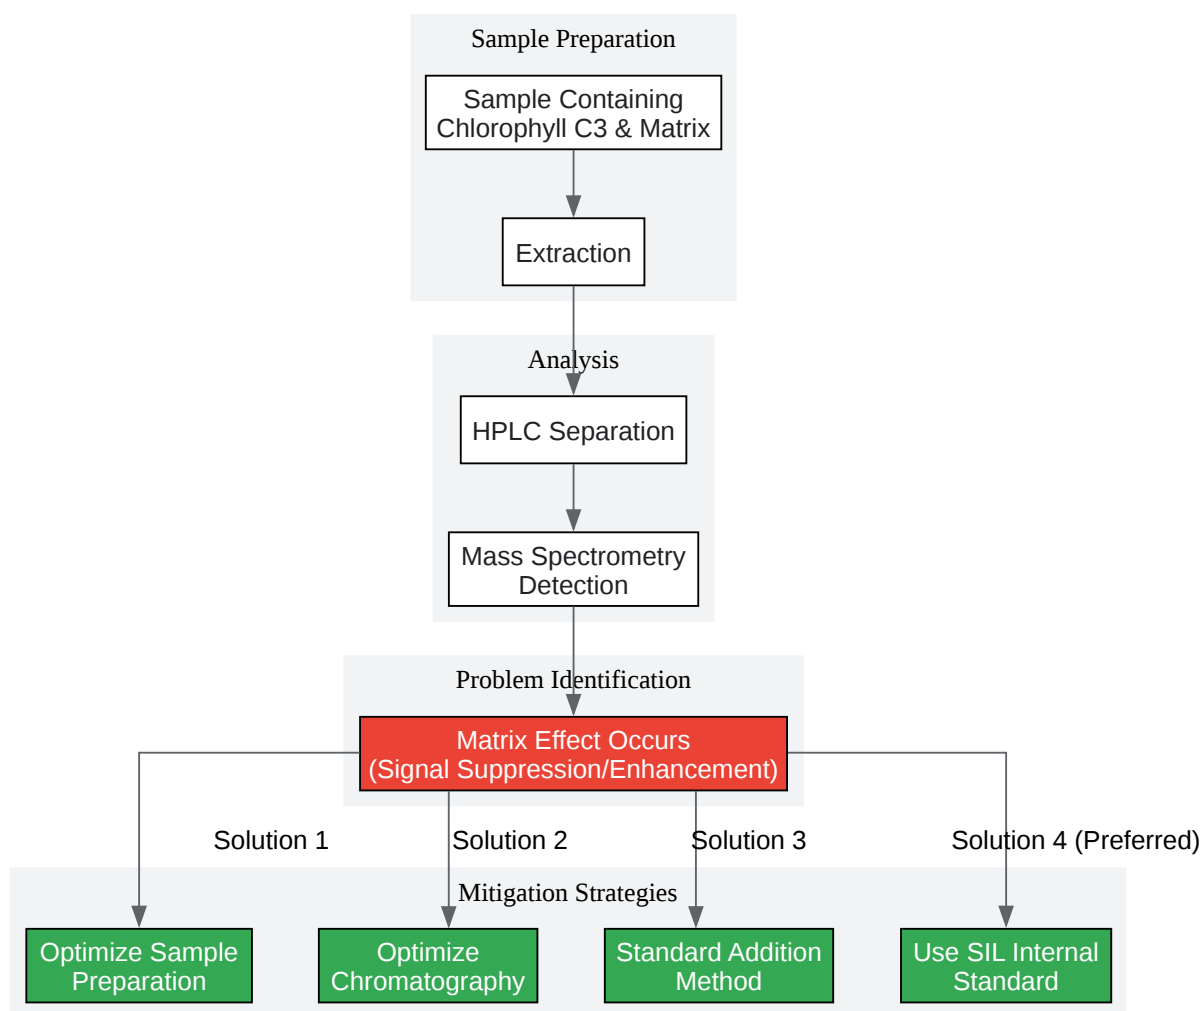 Sample Preparation
Sample Containing
Chlorophyll C3 & Matrix
Extraction
Analysis
HPLC Separation
Mass Spectrometry
Detection
Problem Identification
Matrix Effect Occurs
(Signal Suppression/Enhancement)
Solution 1
Solution 2
Solution 3
Solution 4 (Preferred)
Mitigation Strategies
Optimize Sample
Preparation
Optimize
Chromatography
Standard Addition
Method
Use SIL Internal
Standard